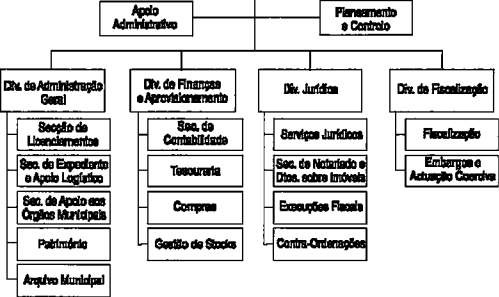 Apoio
Administrativo
Planeamento
e Controlo
Div. de Administração
Geral
Div. de Finanças
e Aprovisionamento
Div. Jurídica
Div. de Fiscalização
Secção de
Licenciamentos
Sec. de Expediente
e Apoio Logístico
Sec. de Apoio aos
Órgãos Municipais
Património
Arquivo Municipal
Sec. de
Contabilidade
Tesouraria
Compras
Gestão de Stocks
Serviços Jurídicos
Sec. de Notariado e
Dtos. sobre Imóveis
Execuções Fiscais
Contra-Ordenações
Fiscalização
Embargos e
Actuação Coerciva